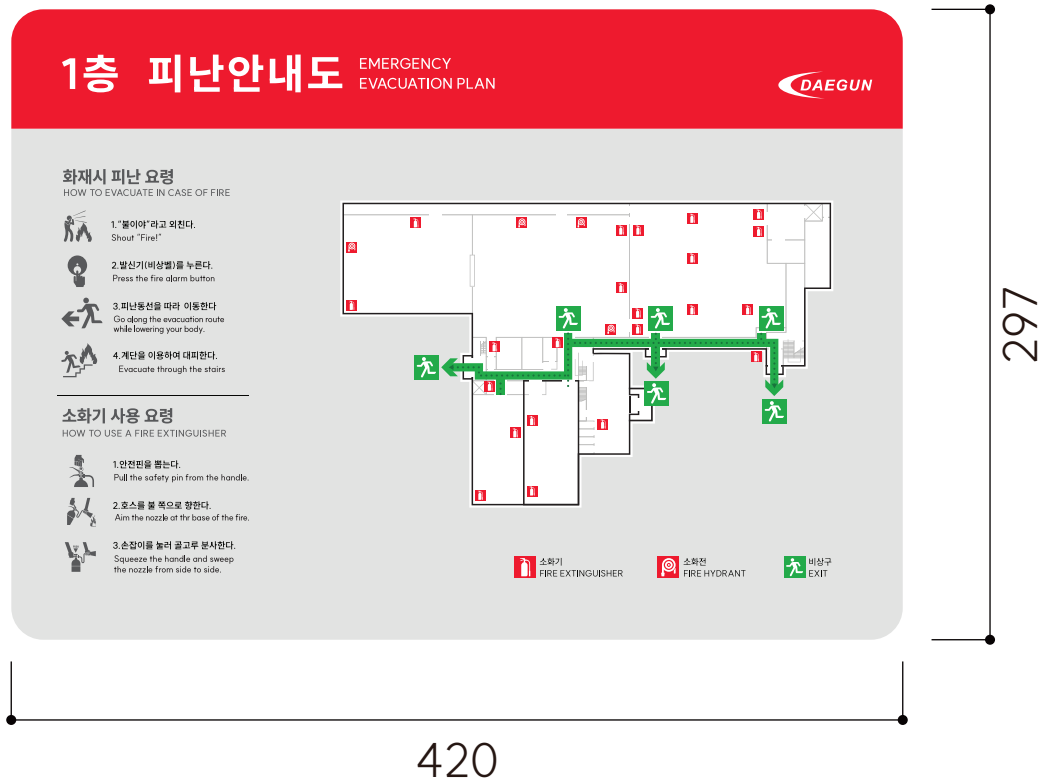 1층 피난안내도
EMERGENCY
EVACUATION PLAN
DAEGUN
화재시 피난 요령
HOW TO EVACUATE IN CASE OF FIRE
1."불이야"라고 외친다.
Shout "Fire!"
2.발신기(비상벨)를 누른다.
Press the fire alarm button
3.피난동선을 따라 이동한다
Go along the evacuation route
while lowering your body.
4.계단을 이용하여 대피한다.
Evacuate through the stairs
소화기 사용 요령
HOW TO USE A FIRE EXTINGUISHER
1.안전핀을 뽑는다.
Pull the safety pin from the handle.
2.호스를 불 쪽으로 향한다.
Aim the nozzle at thr base of the fire.
3.손잡이를 눌러 골고루 분사한다.
Squeeze the handle and sweep
the nozzle from side to side.
소화기
FIRE EXTINGUISHER
소화전
FIRE HYDRANT
비상구
EXIT
297
420